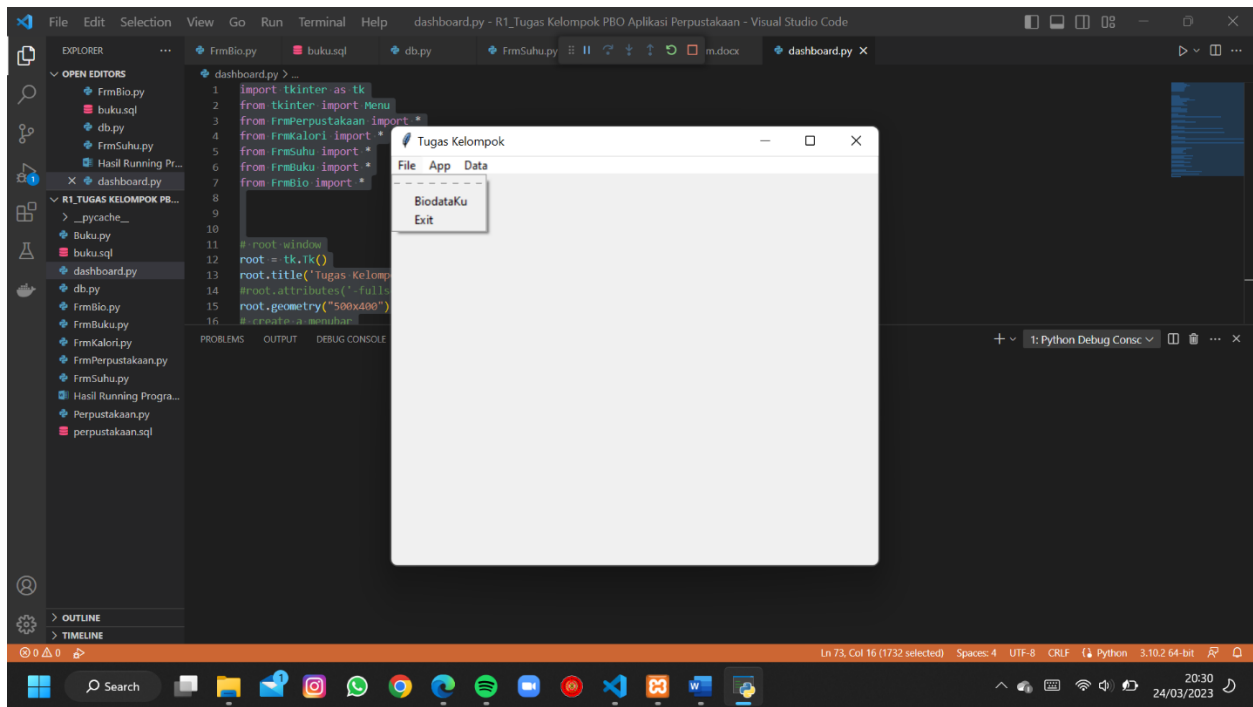 File Edit Selection View Go Run Terminal Help dashboard.py - R1_Tugas Kelompok PBO Aplikasi Perpustakaan - Visual Studio Code
EXPLORER
FrmBio.py buku.sql db.py FrmSuhu.py m.docx dashboard.py
OPEN EDITORS
FrmBio.py
buku.sql
db.py
FrmSuhu.py
Hasil Running Pr...
dashboard.py
R1_TUGAS KELOMPOK PB...
__pycache__
Buku.py
buku.sql
dashboard.py
db.py
FrmBio.py
FrmBuku.py
FrmKalori.py
FrmPerpustakaan.py
FrmSuhu.py
Hasil Running Progra...
Perpustakaan.py
perpustakaan.sql
OUTLINE
TIMELINE
dashboard.py > ...
1 import tkinter as tk
2 from tkinter import Menu
3 from FrmPerpustakaan import *
4 from FrmKalori import *
5 from FrmSuhu import *
6 from FrmBuku import *
7 from FrmBio import *
8
9
10
11 # root window
12 root = tk.Tk()
13 root.title('Tugas Kelomp
14 #root.attributes('-fulls
15 root.geometry("500x400")
16 # create a menubar
Tugas Kelompok
File App Data
BiodataKu
Exit
PROBLEMS OUTPUT DEBUG CONSOLE
1: Python Debug Consc
0 0
Ln 73, Col 16 (1732 selected) Spaces: 4 UTF-8 CRLF Python 3.10.2 64-bit
Search
20:30
24/03/2023